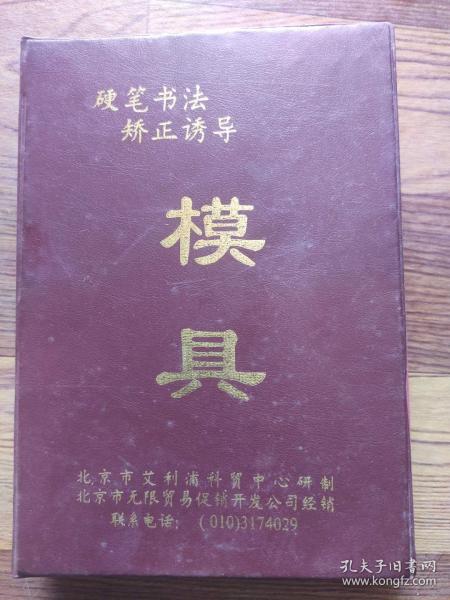 硬笔书法
矫正诱导
模
具
北京市艾利浦科贸中心研制
北京市无限贸易促销开发公司经销
联系电话：(010)3174029
孔夫子旧书网
www.kongfz.com